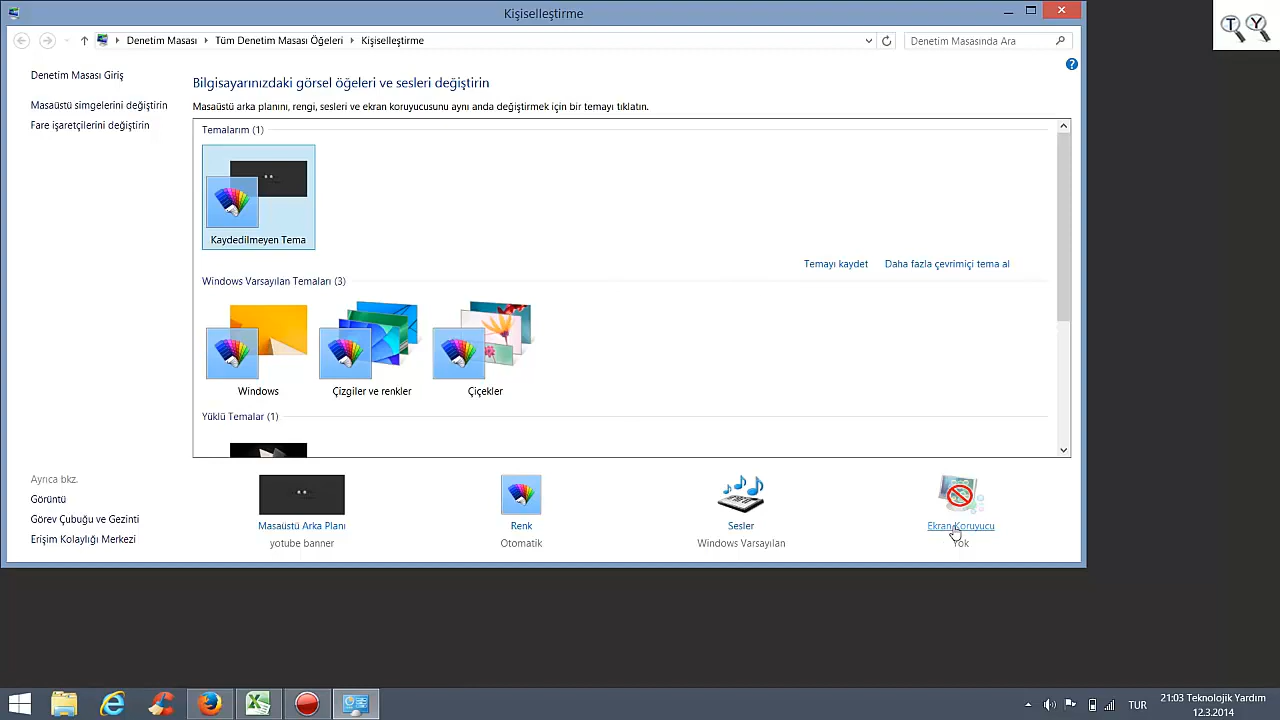 Kişiselleştirme
Denetim Masası Tüm Denetim Masası Öğeleri Kişiselleştirme
Denetim Masasında Ara
T Y
Denetim Masası Giriş
Masaüstü simgelerini değiştirin
Fare işaretçilerini değiştirin
Bilgisayarınızdaki görsel öğeleri ve sesleri değiştirin
Masaüstü arka planını, rengi, sesleri ve ekran koruyucusunu aynı anda değiştirmek için bir temayı tıklatın.
Temalarım (1)
Kaydedilmeyen Tema
Temayı kaydet Daha fazla çevrimiçi tema al
Windows Varsayılan Temaları (3)
Windows Çizgiler ve renkler Çiçekler
Yüklü Temalar (1)
Ayrıca bkz.
Görüntü
Görev Çubuğu ve Gezinti
Erişim Kolaylığı Merkezi
Masaüstü Arka Planı
yotube banner
Renk
Otomatik
Sesler
Windows Varsayılan
Ekran Koruyucu
Yok
TUR
21:03 Teknolojik Yardım
12.3.2014